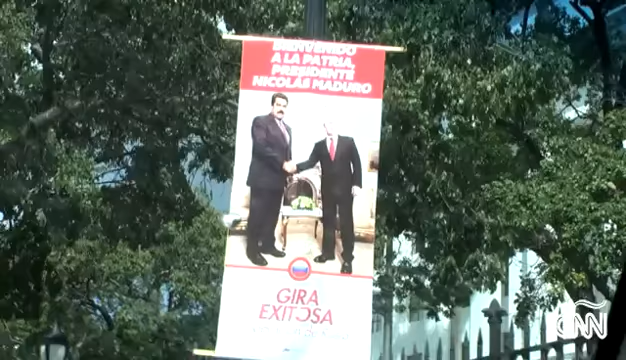 BIENVENIDO
A LA PATRIA,
PRESIDENTE
NICOLÁS MADURO
GIRA
EXITOSA
CNN